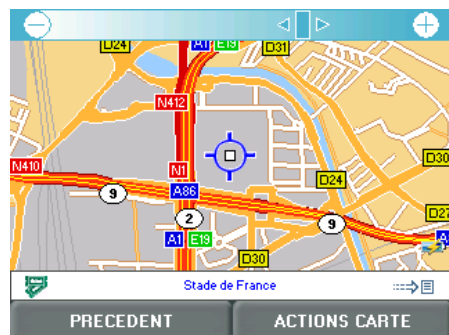 D24
A1 E19
D31
N412
N410
N1
D30
9
A86
D24
2
9
D27
A1 E19
D30
Stade de France
PRECEDENT
ACTIONS CARTE